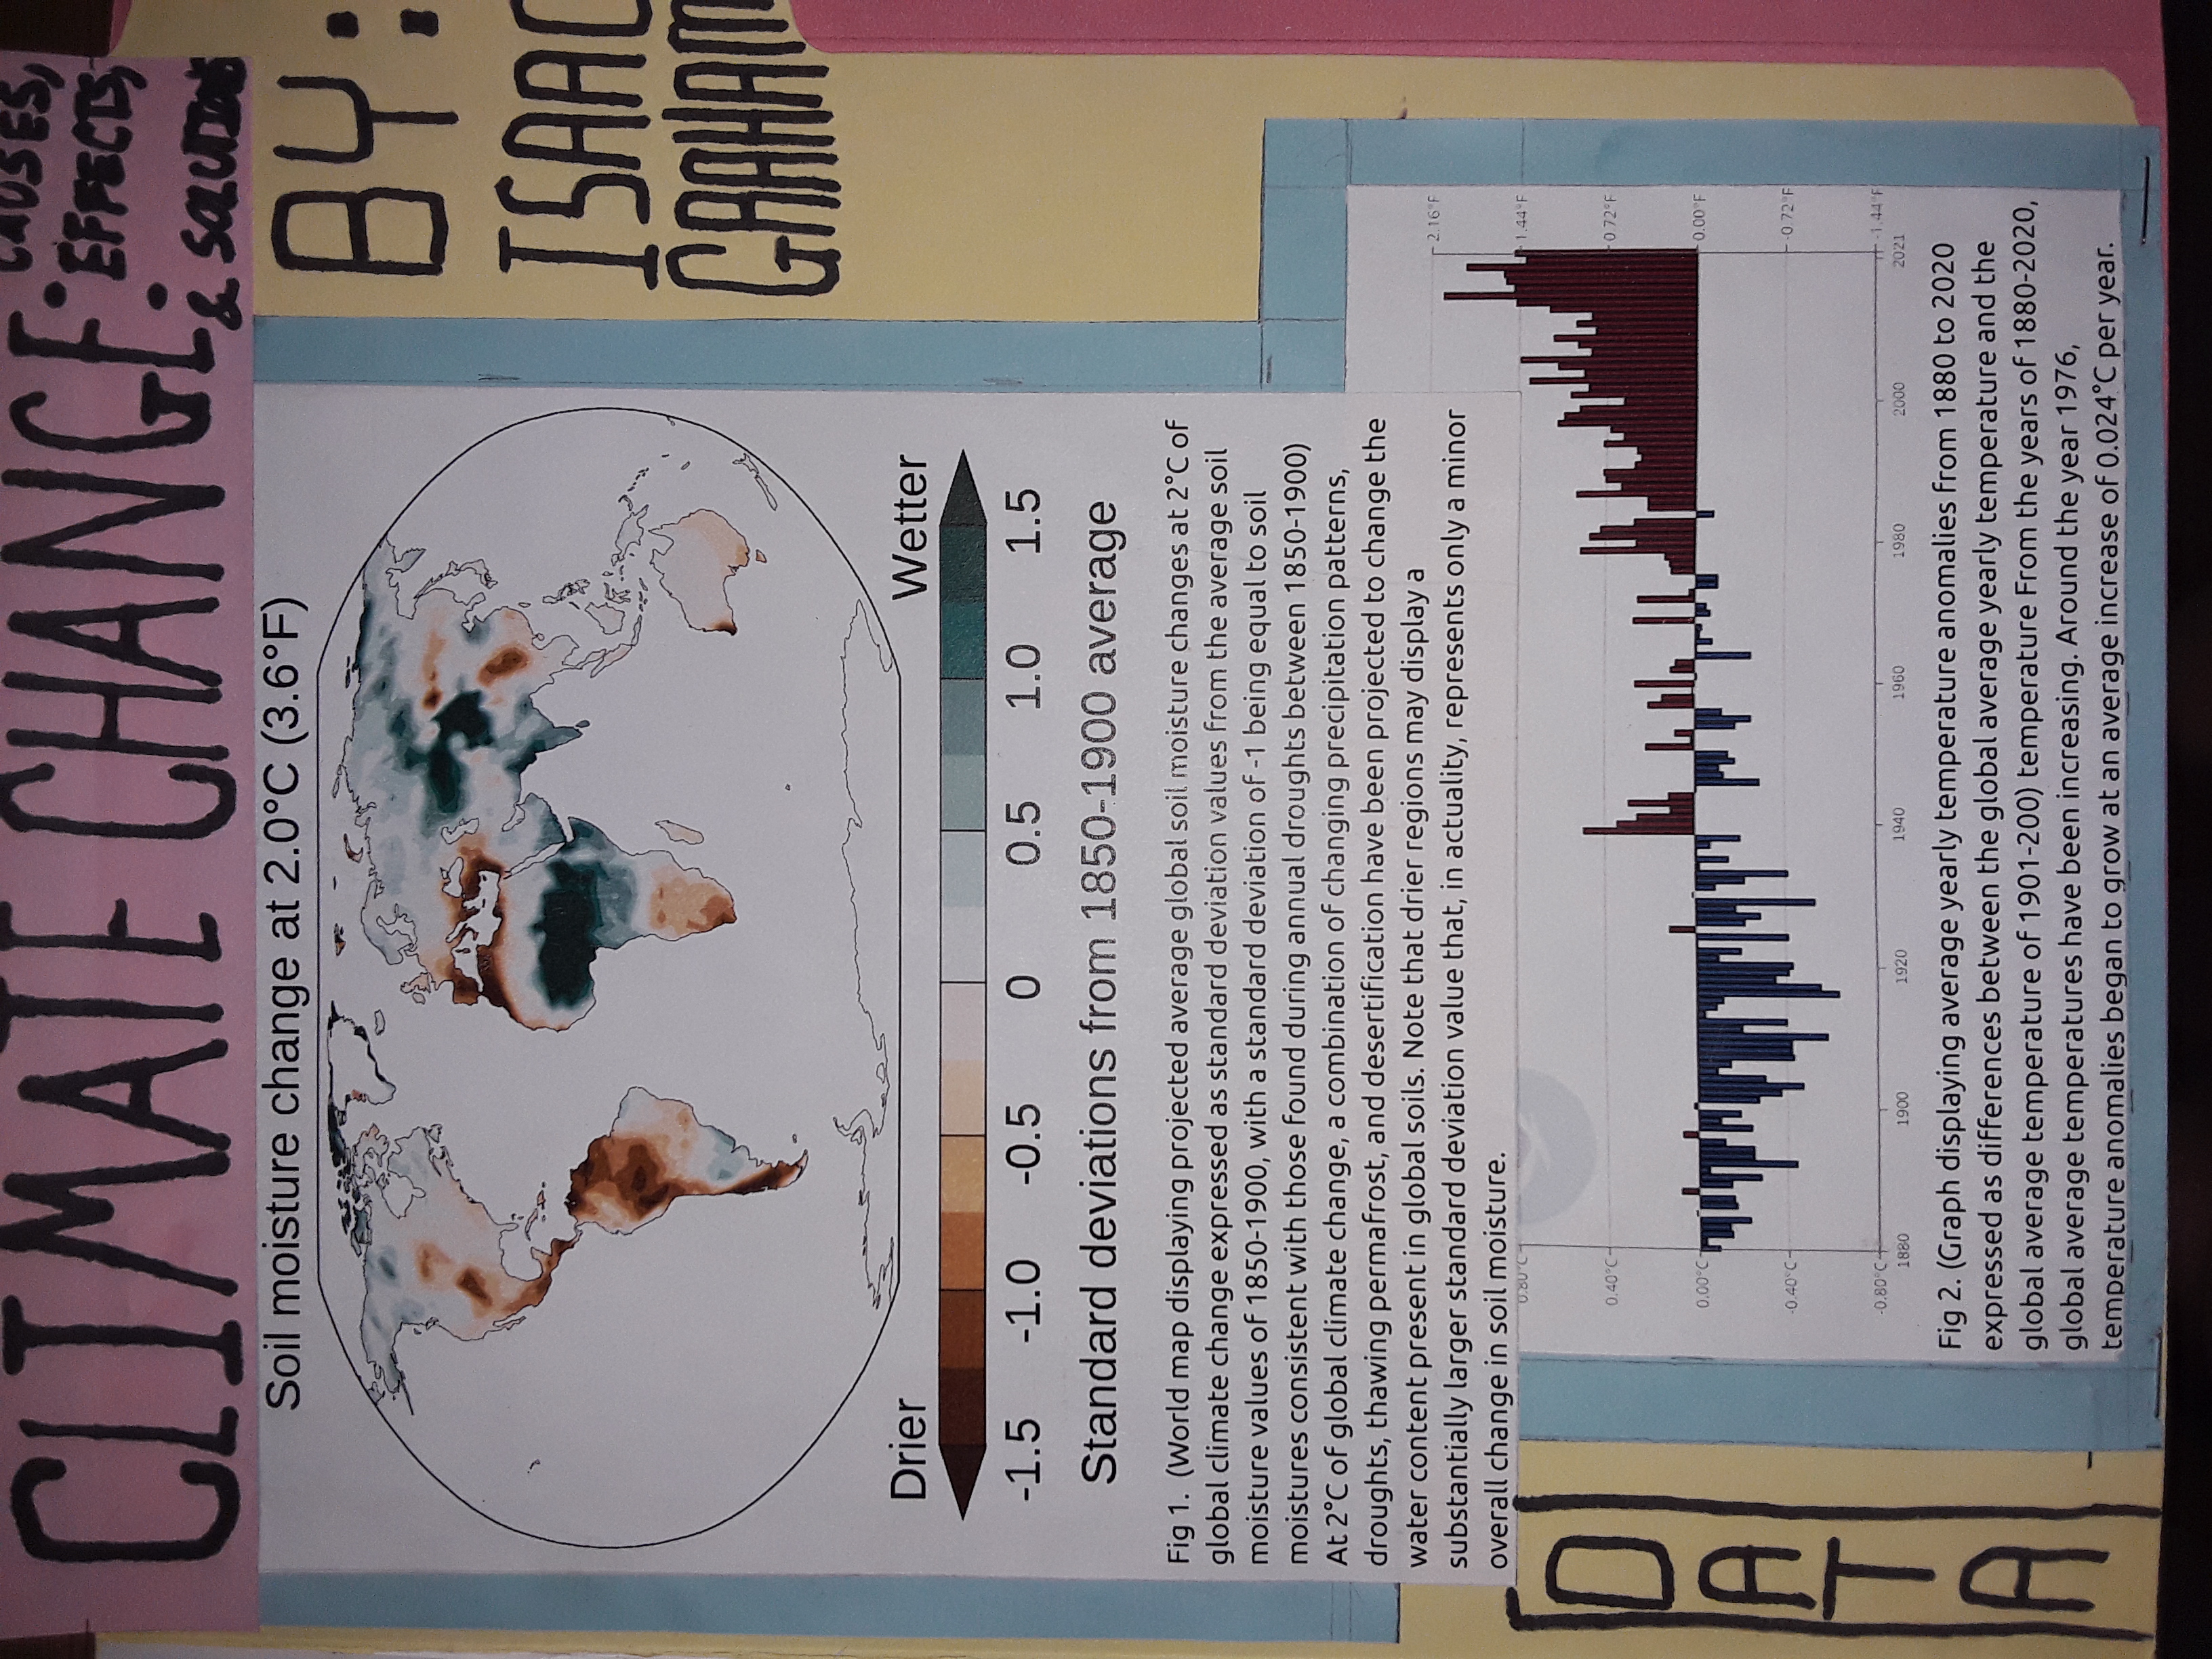 CLIMATE CHANGE:
CAUSES,
EFFECTS,
& SOLUTIONS
BY:
ISAAC
GRAHAM
Soil moisture change at 2.0°C (3.6°F)
Drier Wetter
-1.5 -1.0 -0.5 0 0.5 1.0 1.5
Standard deviations from 1850-1900 average
Fig 1. (World map displaying projected average global soil moisture changes at 2°C of
global climate change expressed as standard deviation values from the average soil
moisture values of 1850-1900, with a standard deviation of -1 being equal to soil
moistures consistent with those found during annual droughts between 1850-1900)
At 2°C of global climate change, a combination of changing precipitation patterns,
droughts, thawing permafrost, and desertification have been projected to change the
water content present in global soils. Note that drier regions may display a
substantially larger standard deviation value that, in actuality, represents only a minor
overall change in soil moisture.
DATA
2.16°F
0.80°C 1.44°F
0.40°C 0.72°F
0.00°C 0.00°F
-0.40°C -0.72°F
-0.80°C -1.44°F
1880 1900 1920 1940 1960 1980 2000 2021
Fig 2. (Graph displaying average yearly temperature anomalies from 1880 to 2020
expressed as differences between the global average yearly temperature and the
global average temperature of 1901-200) temperature From the years of 1880-2020,
global average temperatures have been increasing. Around the year 1976,
temperature anomalies began to grow at an average increase of 0.024°C per year.